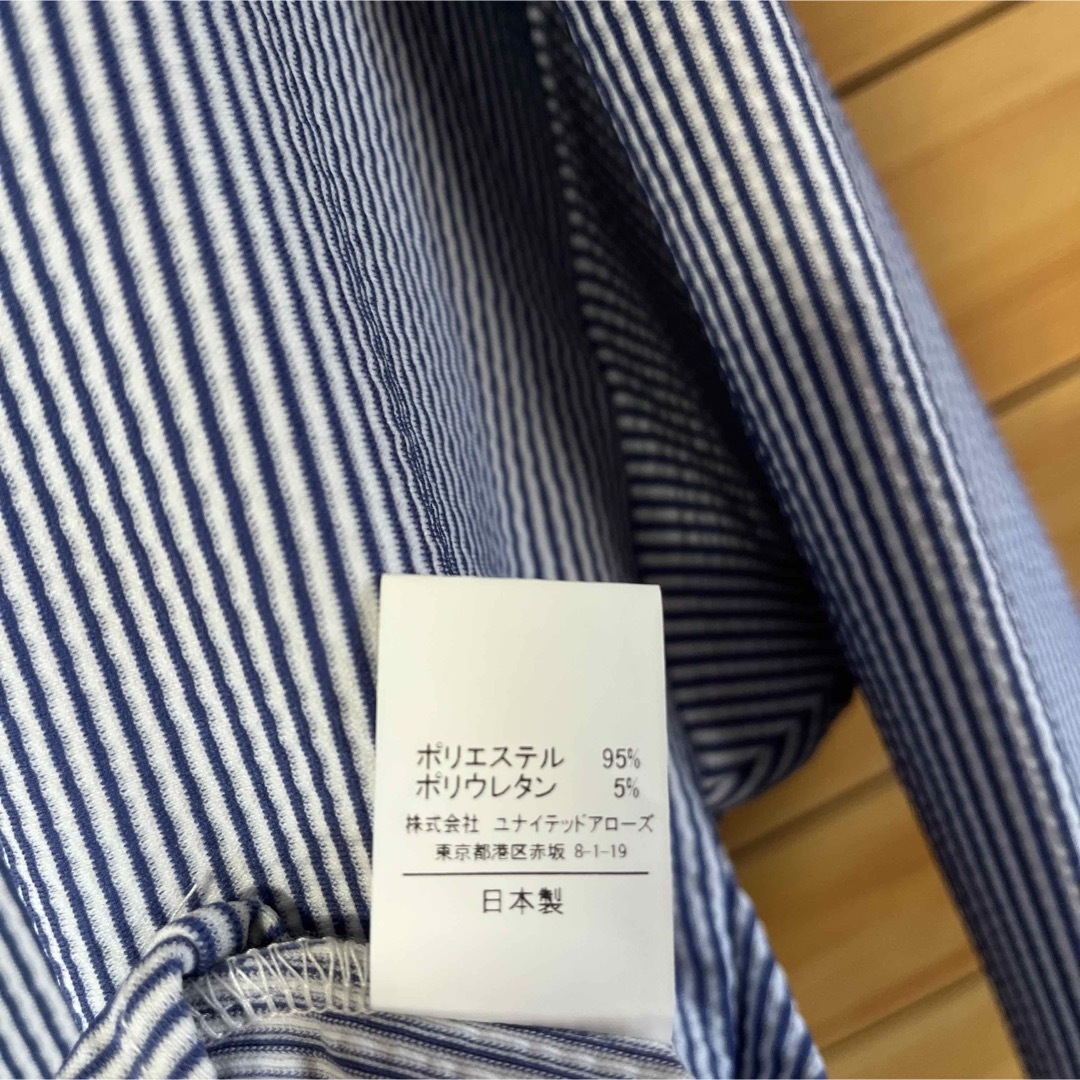 ポリエステル 95%
ポリウレタン 5%
株式会社 ユナイテッドアローズ
東京都港区赤坂 8-1-19
日本製